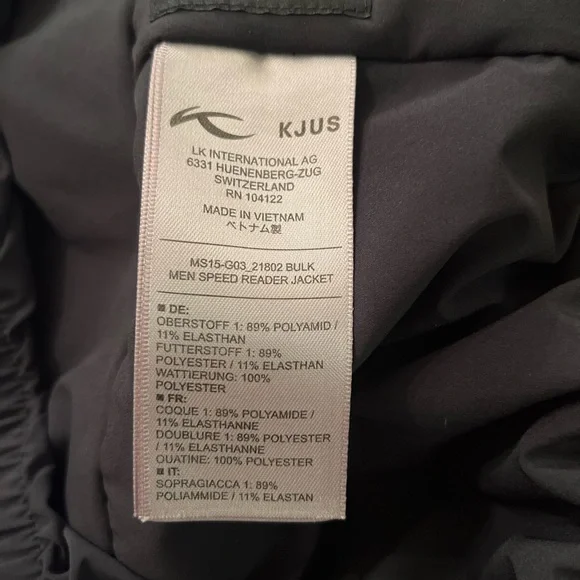 KJUS
LK INTERNATIONAL AG
6331 HUENENBERG-ZUG
SWITZERLAND
RN 104122
MADE IN VIETNAM
ベトナム製
MS15-G03_21802 BULK
MEN SPEED READER JACKET
DE:
OBERSTOFF 1: 89% POLYAMID /
11% ELASTHAN
FUTTERSTOFF 1: 89%
POLYESTER / 11% ELASTHAN
WATTIERUNG: 100%
POLYESTER
FR:
COQUE 1: 89% POLYAMIDE /
11% ELASTHANNE
DOUBLURE 1: 89% POLYESTER
/ 11% ELASTHANNE
OUATINE: 100% POLYESTER
IT:
SOPRAGIACCA 1: 89%
POLIAMMIDE / 11% ELASTAN